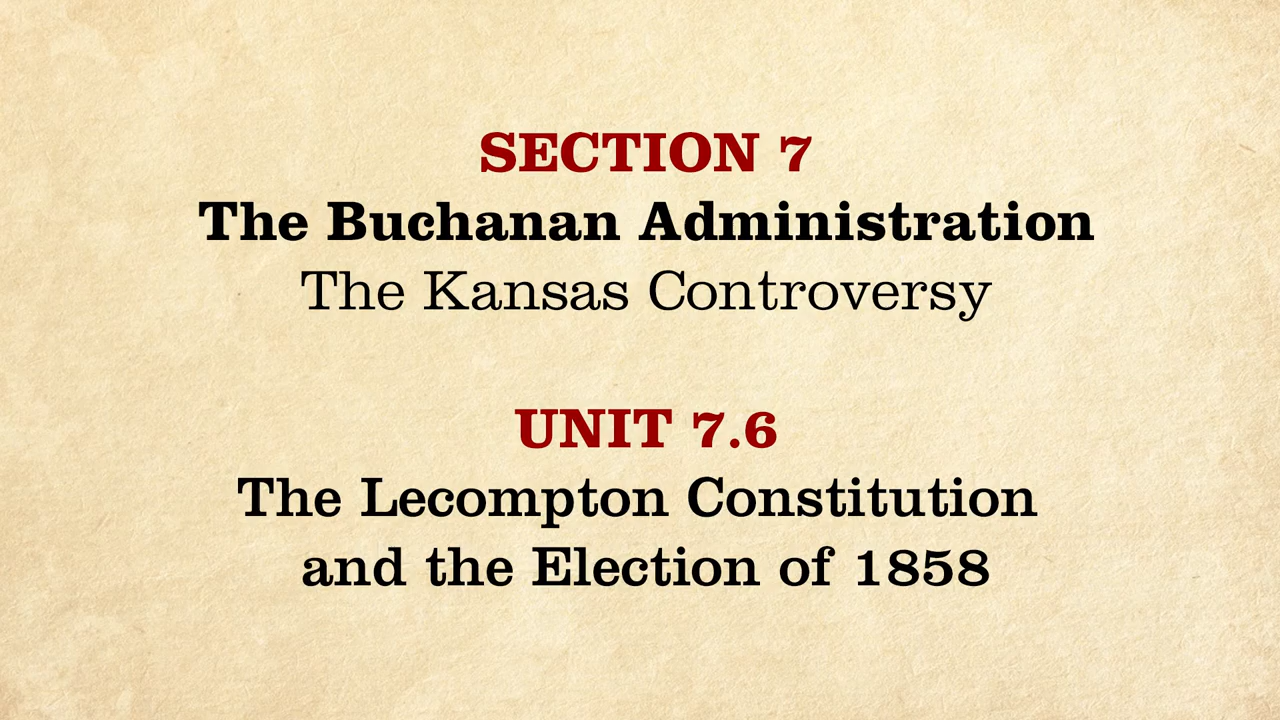 SECTION 7
The Buchanan Administration
The Kansas Controversy
UNIT 7.6
The Lecompton Constitution
and the Election of 1858